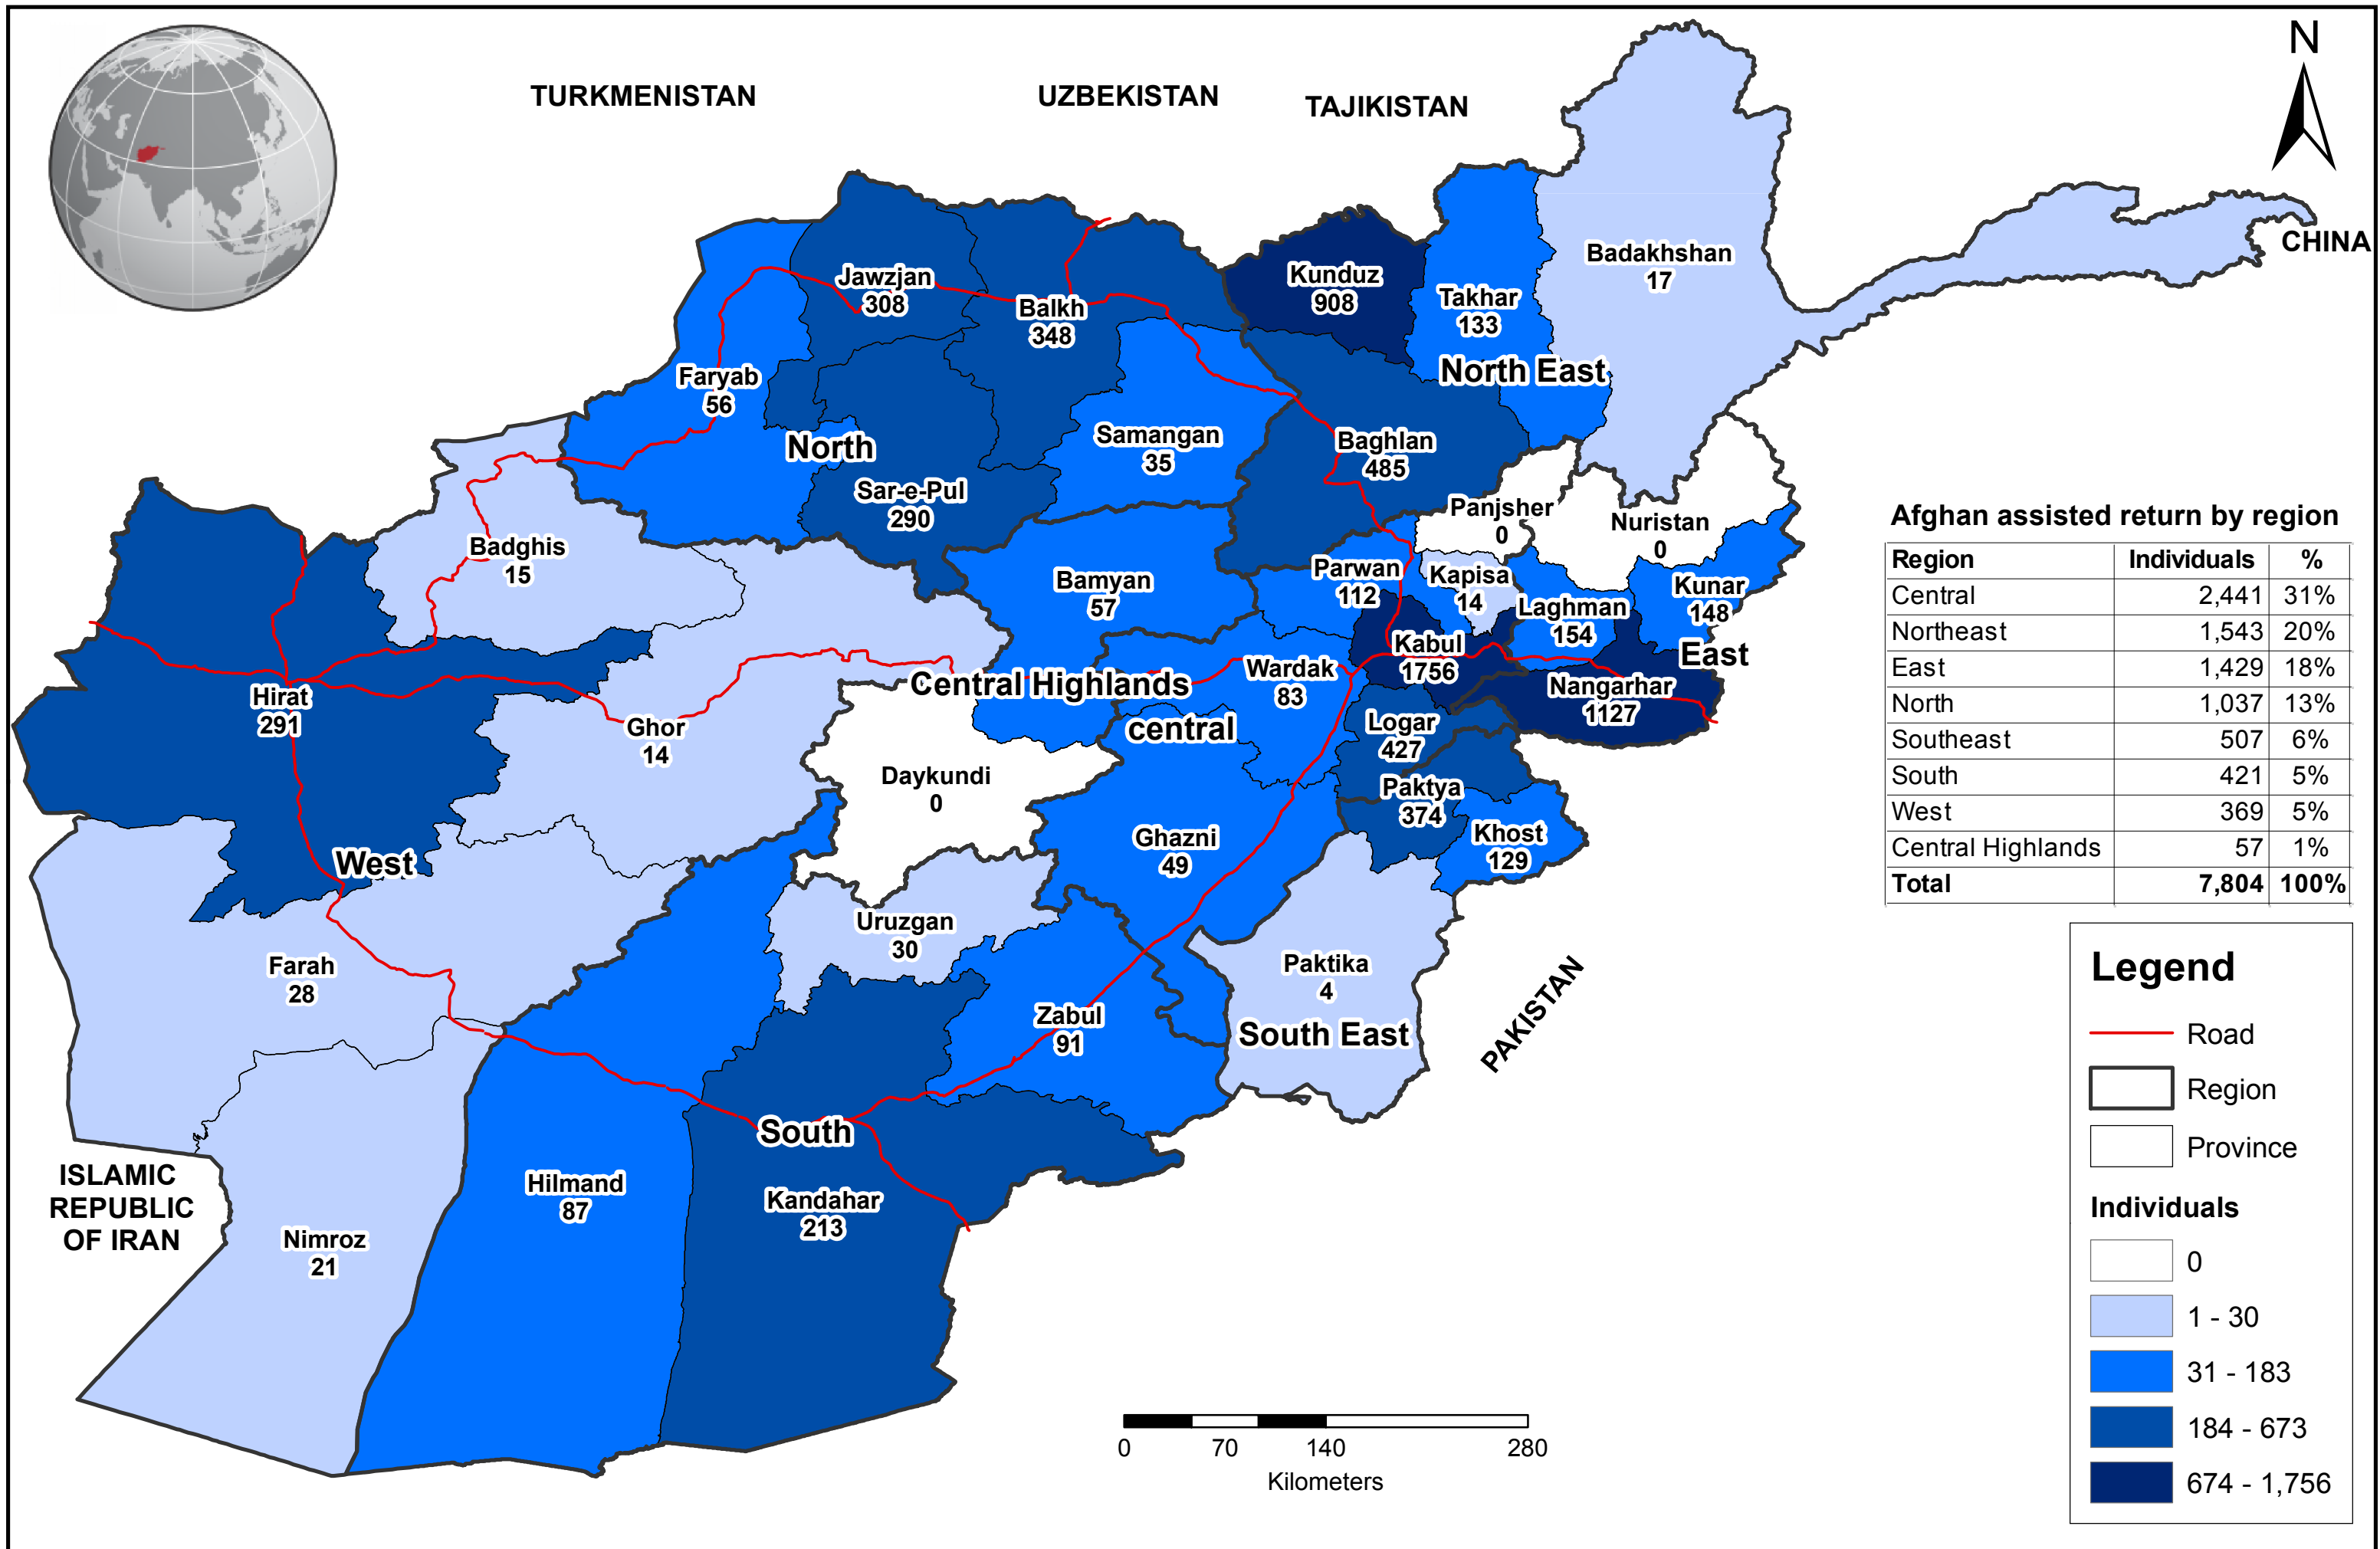 N
TURKMENISTAN
UZBEKISTAN
TAJIKISTAN
CHINA
Badakhshan
17
Kunduz
908
Takhar
133
Jawzjan
308
Balkh
348
North East
Faryab
56
Samangan
35
Baghlan
485
North
Sar-e-Pul
290
Panjsher
0
Nuristan
0
Badghis
15
Bamyan
57
Parwan
112
Kapisa
14
Laghman
154
Kunar
148
East
Kabul
1756
Wardak
83
Nangarhar
1127
Central Highlands
central
Hirat
291
Ghor
14
Logar
427
Daykundi
0
Paktya
374
Ghazni
49
Khost
129
West
Uruzgan
30
Farah
28
Paktika
4
Zabul
91
South East
PAKISTAN
South
ISLAMIC
REPUBLIC
OF IRAN
Hilmand
87
Kandahar
213
Nimroz
21
Afghan assisted return by region
Region Individuals %
Central 2,441 31%
Northeast 1,543 20%
East 1,429 18%
North 1,037 13%
Southeast 507 6%
South 421 5%
West 369 5%
Central Highlands 57 1%
Total 7,804 100%
Legend
Road
Region
Province
Individuals
0
1 - 30
31 - 183
184 - 673
674 - 1,756
0 70 140 280
Kilometers